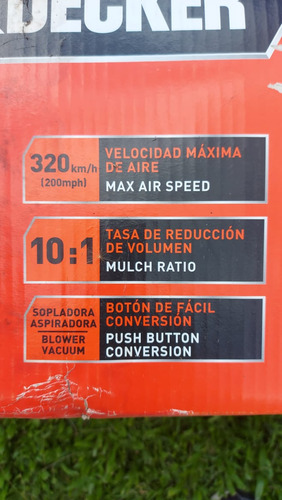 DECKER
320 km/h
(200mph)
VELOCIDAD MÁXIMA
DE AIRE
MAX AIR SPEED
10:1
TASA DE REDUCCIÓN
DE VOLUMEN
MULCH RATIO
SOPLADORA
ASPIRADORA
BLOWER
VACUUM
BOTÓN DE FÁCIL
CONVERSIÓN
PUSH BUTTON
CONVERSION